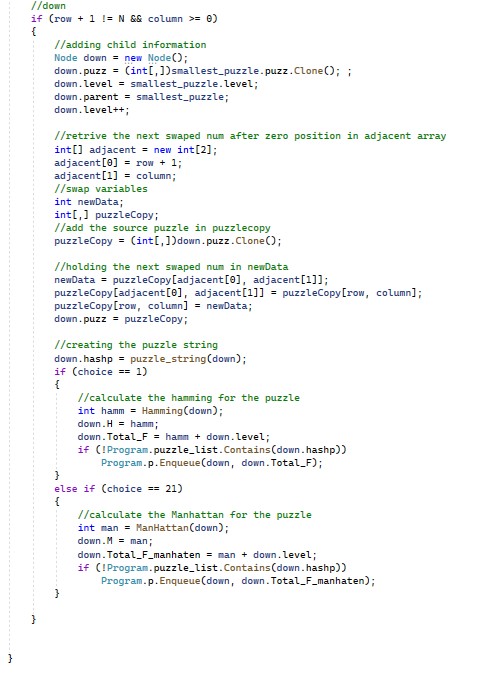 //down
if (row + 1 != N && column >= 0)
{
//adding child information
Node down = new Node();
down.puzz = (int[,])smallest_puzzle.puzz.Clone(); ;
down.level = smallest_puzzle.level;
down.parent = smallest_puzzle;
down.level++;
//retrive the next swaped num after zero position in adjacent array
int[] adjacent = new int[2];
adjacent[0] = row + 1;
adjacent[1] = column;
//swap variables
int newData;
int[,] puzzleCopy;
//add the source puzzle in puzzlecopy
puzzleCopy = (int[,])down.puzz.Clone();
//holding the next swaped num in newData
newData = puzzleCopy[adjacent[0], adjacent[1]];
puzzleCopy[adjacent[0], adjacent[1]] = puzzleCopy[row, column];
puzzleCopy[row, column] = newData;
down.puzz = puzzleCopy;
//creating the puzzle string
down.hashp = puzzle_string(down);
if (choice == 1)
{
//calculate the hamming for the puzzle
int hamm = Hamming(down);
down.H = hamm;
down.Total_F = hamm + down.level;
if (!Program.puzzle_list.Contains(down.hashp))
Program.p.Enqueue(down, down.Total_F);
}
else if (choice == 21)
{
//calculate the Manhattan for the puzzle
int man = ManHattan(down);
down.M = man;
down.Total_F_manhaten = man + down.level;
if (!Program.puzzle_list.Contains(down.hashp))
Program.p.Enqueue(down, down.Total_F_manhaten);
}
}
}